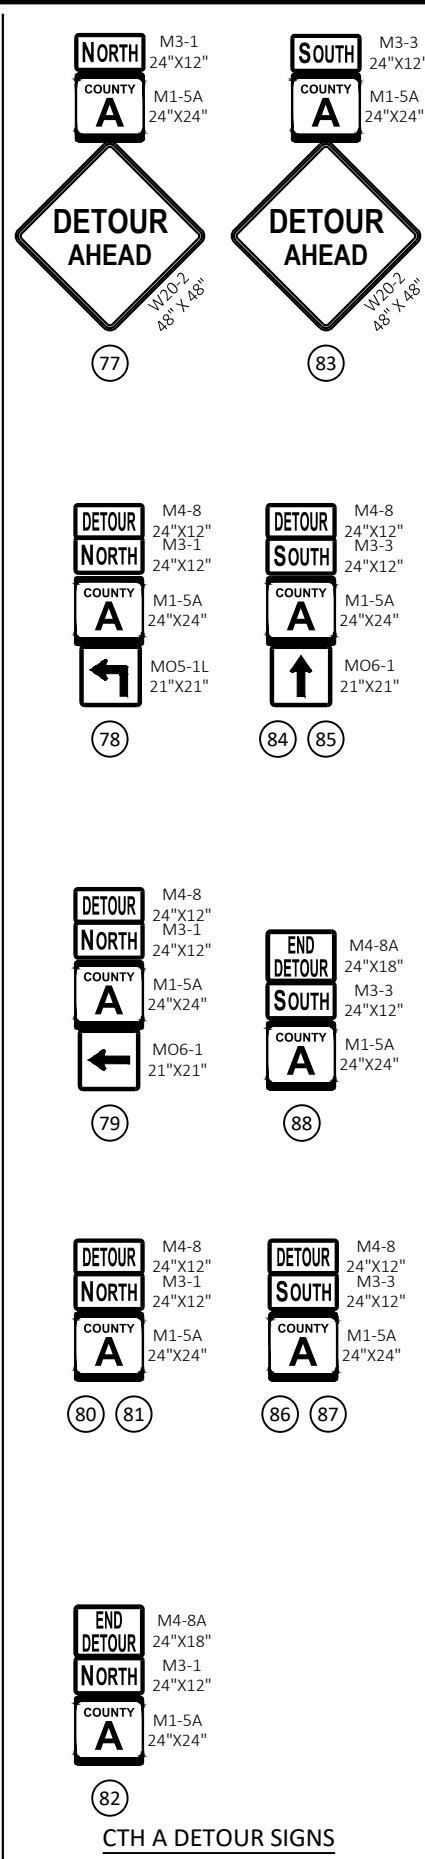 NORTH
M3-1
24"X12"
COUNTY
A
M1-5A
24"X24"
DETOUR
AHEAD
W20-2
48" X 48"
77
SOUTH
M3-3
24"X12"
COUNTY
A
M1-5A
24"X24"
DETOUR
AHEAD
W20-2
48" X 48"
83
DETOUR
M4-8
24"X12"
NORTH
M3-1
24"X12"
COUNTY
A
M1-5A
24"X24"
MO5-1L
21"X21"
78
DETOUR
M4-8
24"X12"
SOUTH
M3-3
24"X12"
COUNTY
A
M1-5A
24"X24"
MO6-1
21"X21"
84 85
DETOUR
M4-8
24"X12"
NORTH
M3-1
24"X12"
COUNTY
A
M1-5A
24"X24"
MO6-1
21"X21"
79
END
DETOUR
M4-8A
24"X18"
SOUTH
M3-3
24"X12"
COUNTY
A
M1-5A
24"X24"
88
DETOUR
M4-8
24"X12"
NORTH
M3-1
24"X12"
COUNTY
A
M1-5A
24"X24"
80 81
DETOUR
M4-8
24"X12"
SOUTH
M3-3
24"X12"
COUNTY
A
M1-5A
24"X24"
86 87
END
DETOUR
M4-8A
24"X18"
NORTH
M3-1
24"X12"
COUNTY
A
M1-5A
24"X24"
82
CTH A DETOUR SIGNS